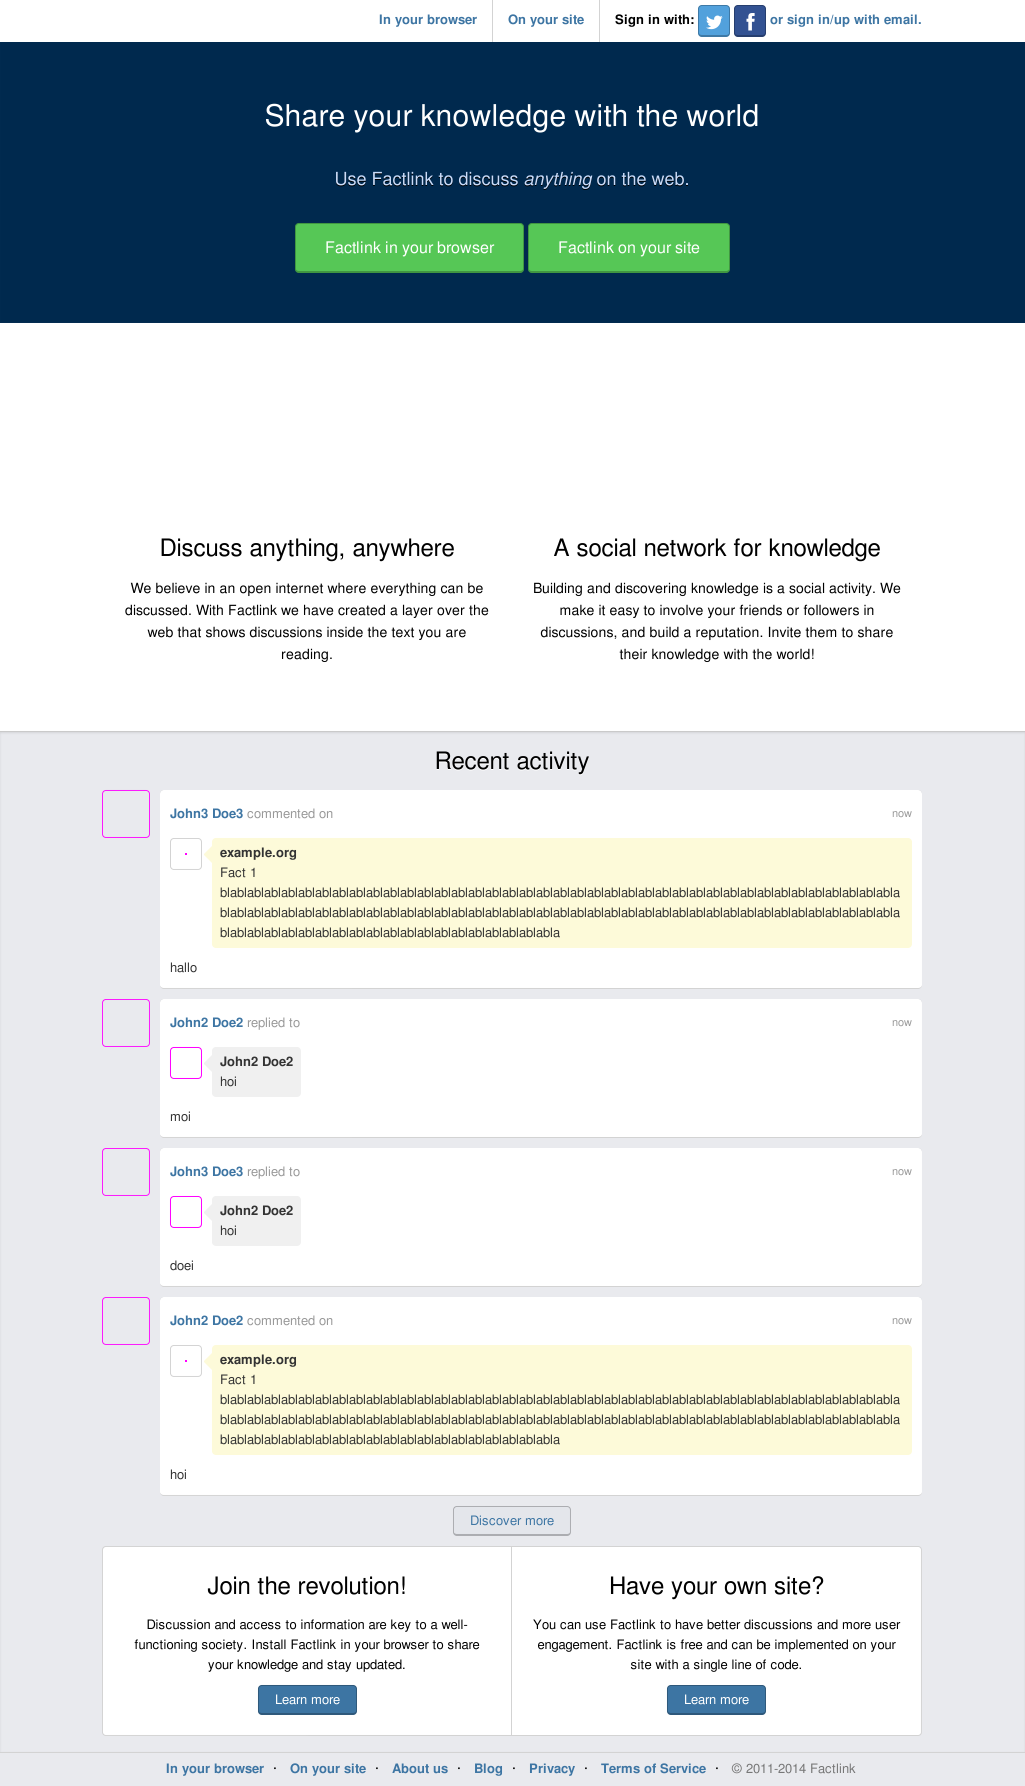 In your browser
On your site
Sign in with: or sign in/up with email.
Share your knowledge with the world
Use Factlink to discuss anything on the web.
Factlink in your browser
Factlink on your site
Discuss anything, anywhere
We believe in an open internet where everything can be
discussed. With Factlink we have created a layer over the
web that shows discussions inside the text you are
reading.
A social network for knowledge
Building and discovering knowledge is a social activity. We
make it easy to involve your friends or followers in
discussions, and build a reputation. Invite them to share
their knowledge with the world!
Recent activity
John3 Doe3 commented on
now
example.org
Fact 1
blablablablablablablablablablablablablablablablablablablablablablablablablablablablablablablablablablabla
blablablablablablablablablablablablablablablablablablablablablablablablablablablablablablablablablablabla
blablablablablablablablablablablablablablablablablabla
hallo
John2 Doe2 replied to
now
John2 Doe2
hoi
moi
John3 Doe3 replied to
now
John2 Doe2
hoi
doei
John2 Doe2 commented on
now
example.org
Fact 1
blablablablablablablablablablablablablablablablablablablablablablablablablablablablablablablablablablabla
blablablablablablablablablablablablablablablablablablablablablablablablablablablablablablablablablablabla
blablablablablablablablablablablablablablablablablabla
hoi
Discover more
Join the revolution!
Discussion and access to information are key to a well-
functioning society. Install Factlink in your browser to share
your knowledge and stay updated.
Learn more
Have your own site?
You can use Factlink to have better discussions and more user
engagement. Factlink is free and can be implemented on your
site with a single line of code.
Learn more
In your browser · On your site · About us · Blog · Privacy · Terms of Service · © 2011-2014 Factlink